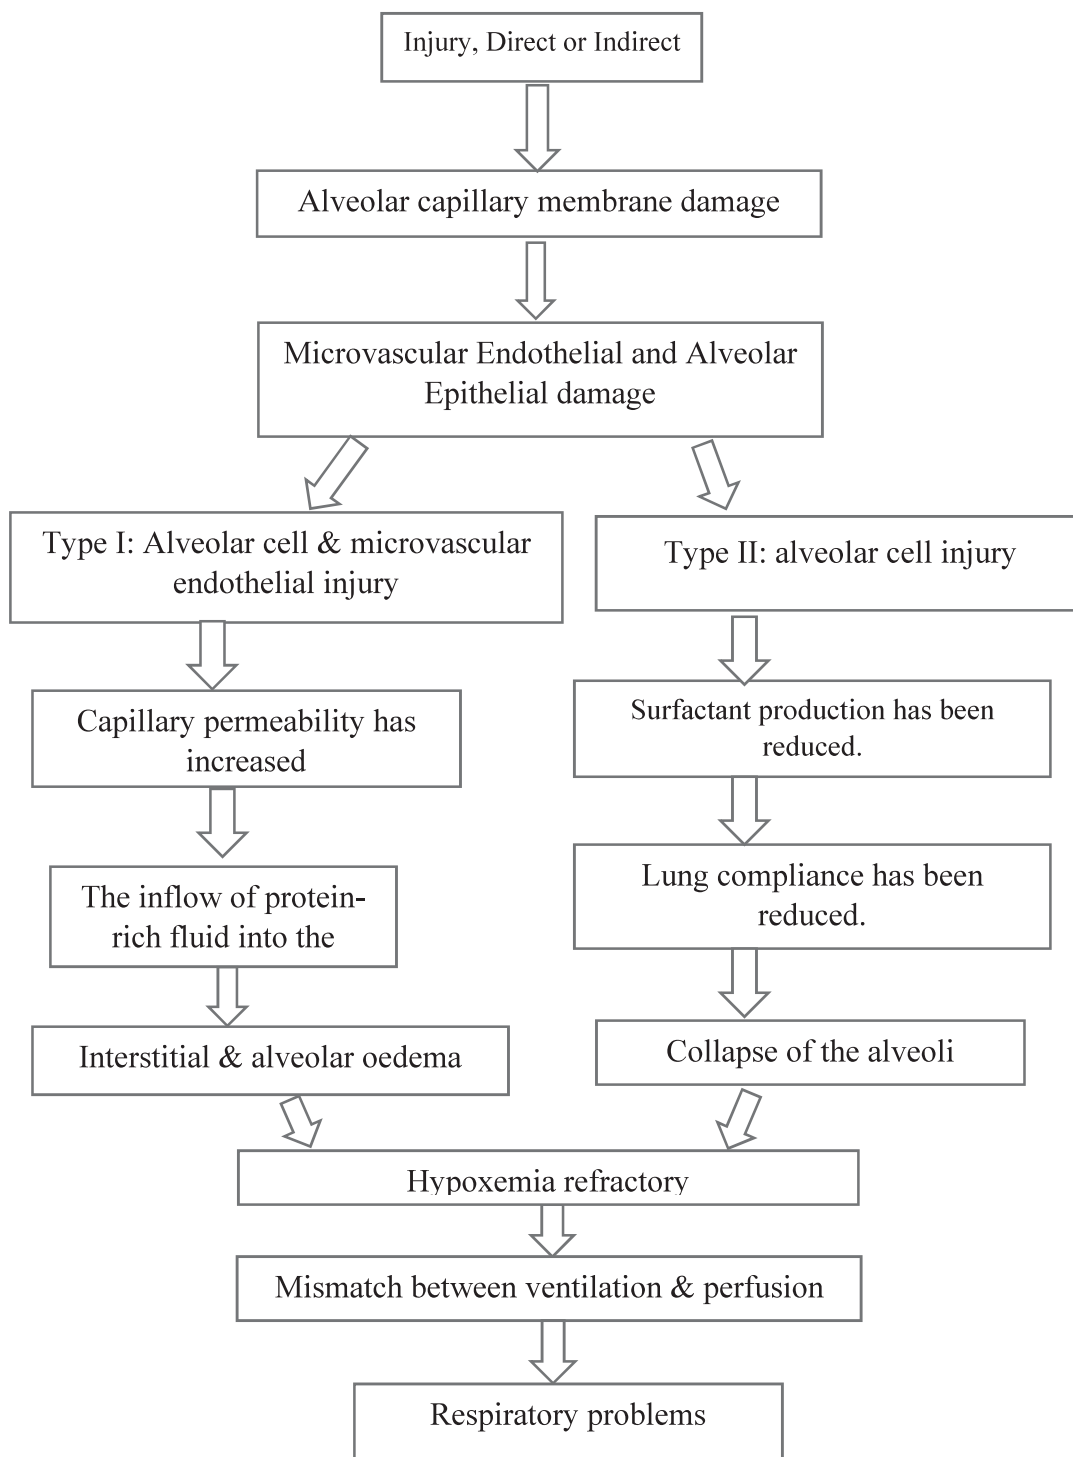 Injury, Direct or Indirect
Alveolar capillary membrane damage
Microvascular Endothelial and Alveolar
Epithelial damage
Type I: Alveolar cell & microvascular
endothelial injury
Type II: alveolar cell injury
Capillary permeability has
increased
Surfactant production has been
reduced.
The inflow of protein-
rich fluid into the
Lung compliance has been
reduced.
Interstitial & alveolar oedema
Collapse of the alveoli
Hypoxemia refractory
Mismatch between ventilation & perfusion
Respiratory problems